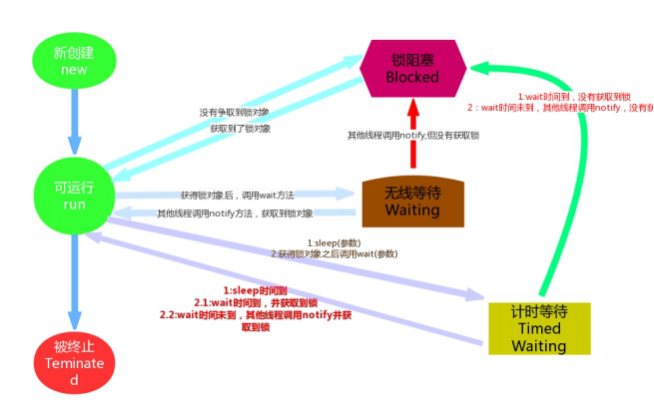 新创建
new
锁阻塞
Blocked
1:wait时间到，没有获取到锁
2：wait时间未到，其他线程调用notify，没有获
没有争取到锁对象
获取到了锁对象
其他线程调用notify,但没有获取锁
可运行
run
获得锁对象后，调用wait方法
其他线程调用notify方法，获取到锁对象
无线等待
Waiting
1:sleep(参数)
2.获得锁对象之后调用wait(参数)
1:sleep时间到
2.1:wait时间到，并获取到锁
2.2:wait时间未到，其他线程调用notify并获
取到锁
计时等待
Timed
Waiting
被终止
Teminate
d